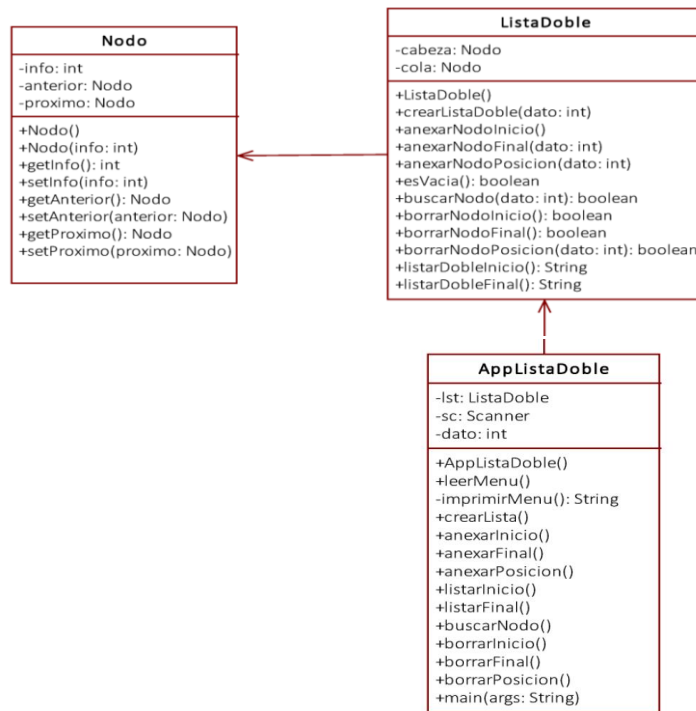 Nodo
-info: int
-anterior: Nodo
-proximo: Nodo
+Nodo()
+Nodo(info: int)
+getInfo(): int
+setInfo(info: int)
+getAnterior(): Nodo
+setAnterior(anterior: Nodo)
+getProximo(): Nodo
+setProximo(proximo: Nodo)
ListaDoble
-cabeza: Nodo
-cola: Nodo
+ListaDoble()
+crearListaDoble(dato: int)
+anexarNodoInicio()
+anexarNodoFinal(dato: int)
+anexarNodoPosicion(dato: int)
+esVacia(): boolean
+buscarNodo(dato: int): boolean
+borrarNodoInicio(): boolean
+borrarNodoFinal(): boolean
+borrarNodoPosicion(dato: int): boolean
+listarDobleInicio(): String
+listarDobleFinal(): String
AppListaDoble
-lst: ListaDoble
-sc: Scanner
-dato: int
+AppListaDoble()
+leerMenu()
-imprimirMenu(): String
+crearLista()
+anexarInicio()
+anexarFinal()
+anexarPosicion()
+listarInicio()
+listarFinal()
+buscarNodo()
+borrarInicio()
+borrarFinal()
+borrarPosicion()
+main(args: String)